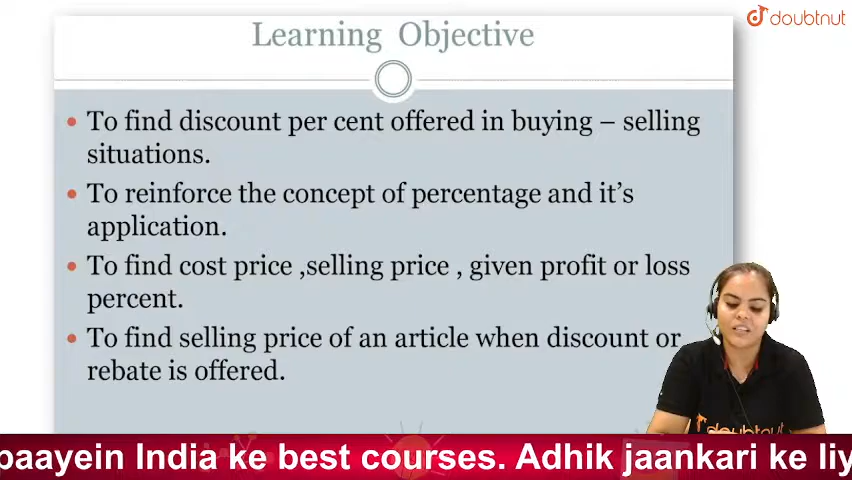 doubtnut
Learning Objective
• To find discount per cent offered in buying – selling
situations.
• To reinforce the concept of percentage and it's
application.
• To find cost price ,selling price , given profit or loss
percent.
• To find selling price of an article when discount or
rebate is offered.
doubtnut
paayein India ke best courses. Adhik jaankari ke liy